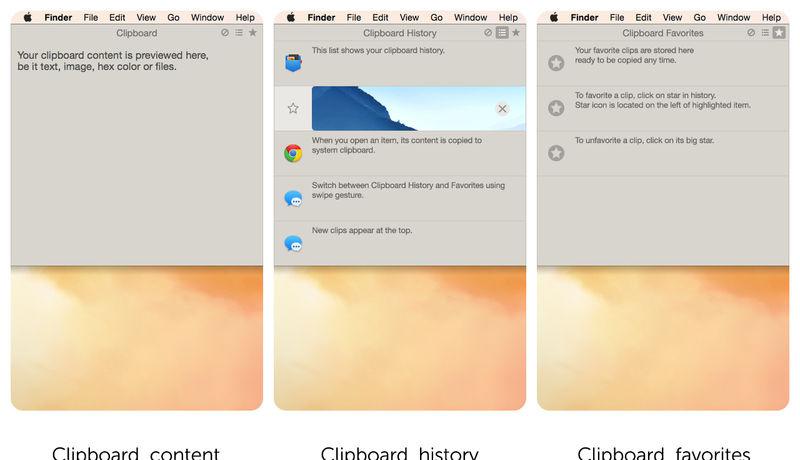 Finder File Edit View Go Window Help
Clipboard
Your clipboard content is previewed here,
be it text, image, hex color or files.
Clipboard content
Finder File Edit View Go Window Help
Clipboard History
This list shows your clipboard history.
When you open an item, its content is copied to
system clipboard.
Switch between Clipboard History and Favorites using
swipe gesture.
New clips appear at the top.
Clipboard history
Finder File Edit View Go Window Help
Clipboard Favorites
Your favorite clips are stored here
ready to be copied any time.
To favorite a clip, click on star in history.
Star icon is located on the left of highlighted item.
To unfavorite a clip, click on its big star.
Clipboard favorites